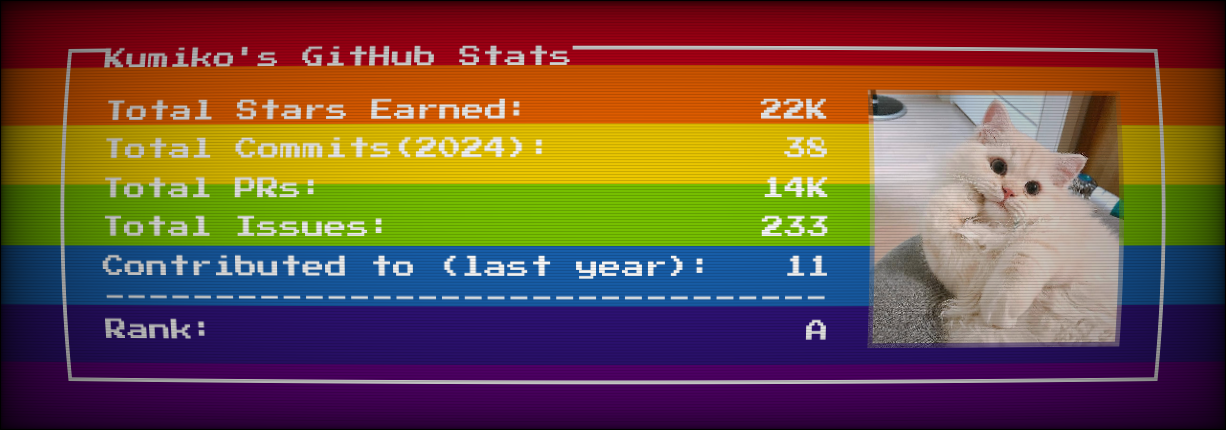 Kumiko's GitHub Stats
Total Stars Earned: 22K
Total Commits(2024): 38
Total PRs: 14K
Total Issues: 233
Contributed to (last year): 11
------------------------------
Rank: A